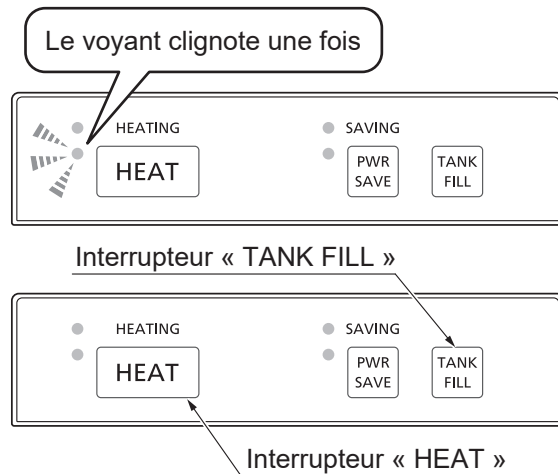 Le voyant clignote une fois
HEATING
SAVING
HEAT
PWR
SAVE
TANK
FILL
Interrupteur « TANK FILL »
HEATING
SAVING
HEAT
PWR
SAVE
TANK
FILL
Interrupteur « HEAT »